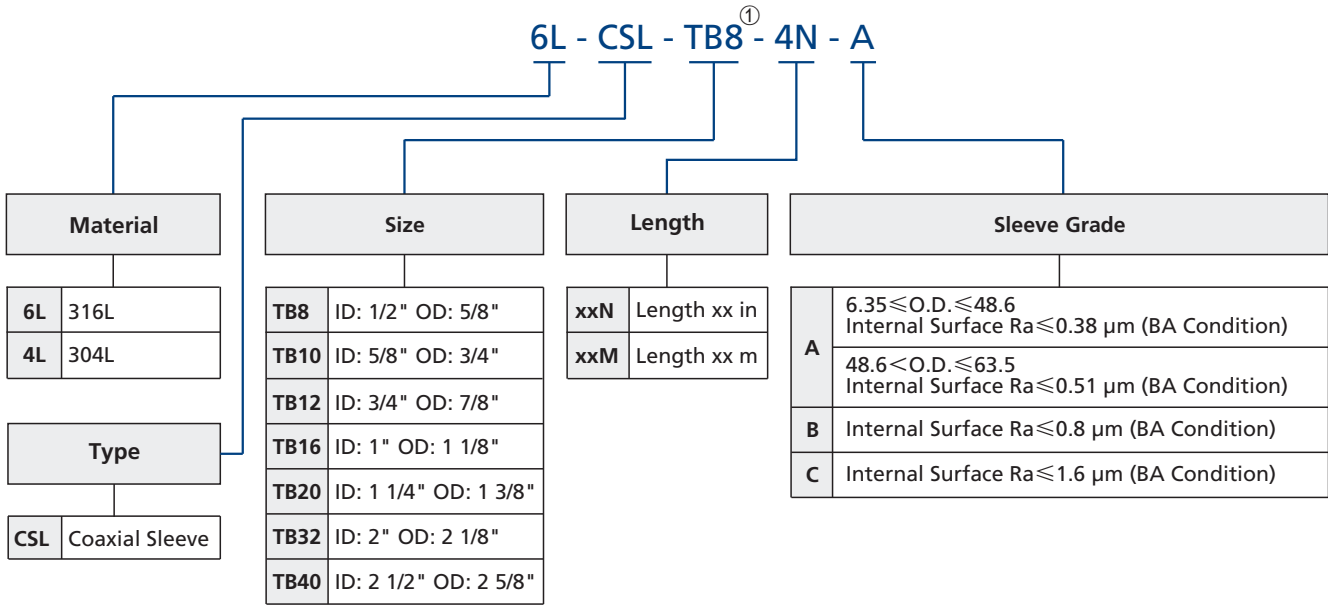 6L - CSL - TB8① - 4N - A
Material
6L 316L
4L 304L
Type
CSL Coaxial Sleeve
Size
TB8 ID: 1/2" OD: 5/8"
TB10 ID: 5/8" OD: 3/4"
TB12 ID: 3/4" OD: 7/8"
TB16 ID: 1" OD: 1 1/8"
TB20 ID: 1 1/4" OD: 1 3/8"
TB32 ID: 2" OD: 2 1/8"
TB40 ID: 2 1/2" OD: 2 5/8"
Length
xxN Length xx in
xxM Length xx m
Sleeve Grade
A
6.35≤O.D.≤48.6
Internal Surface Ra≤0.38 μm (BA Condition)
48.6<O.D.≤63.5
Internal Surface Ra≤0.51 μm (BA Condition)
B Internal Surface Ra≤0.8 μm (BA Condition)
C Internal Surface Ra≤1.6 μm (BA Condition)